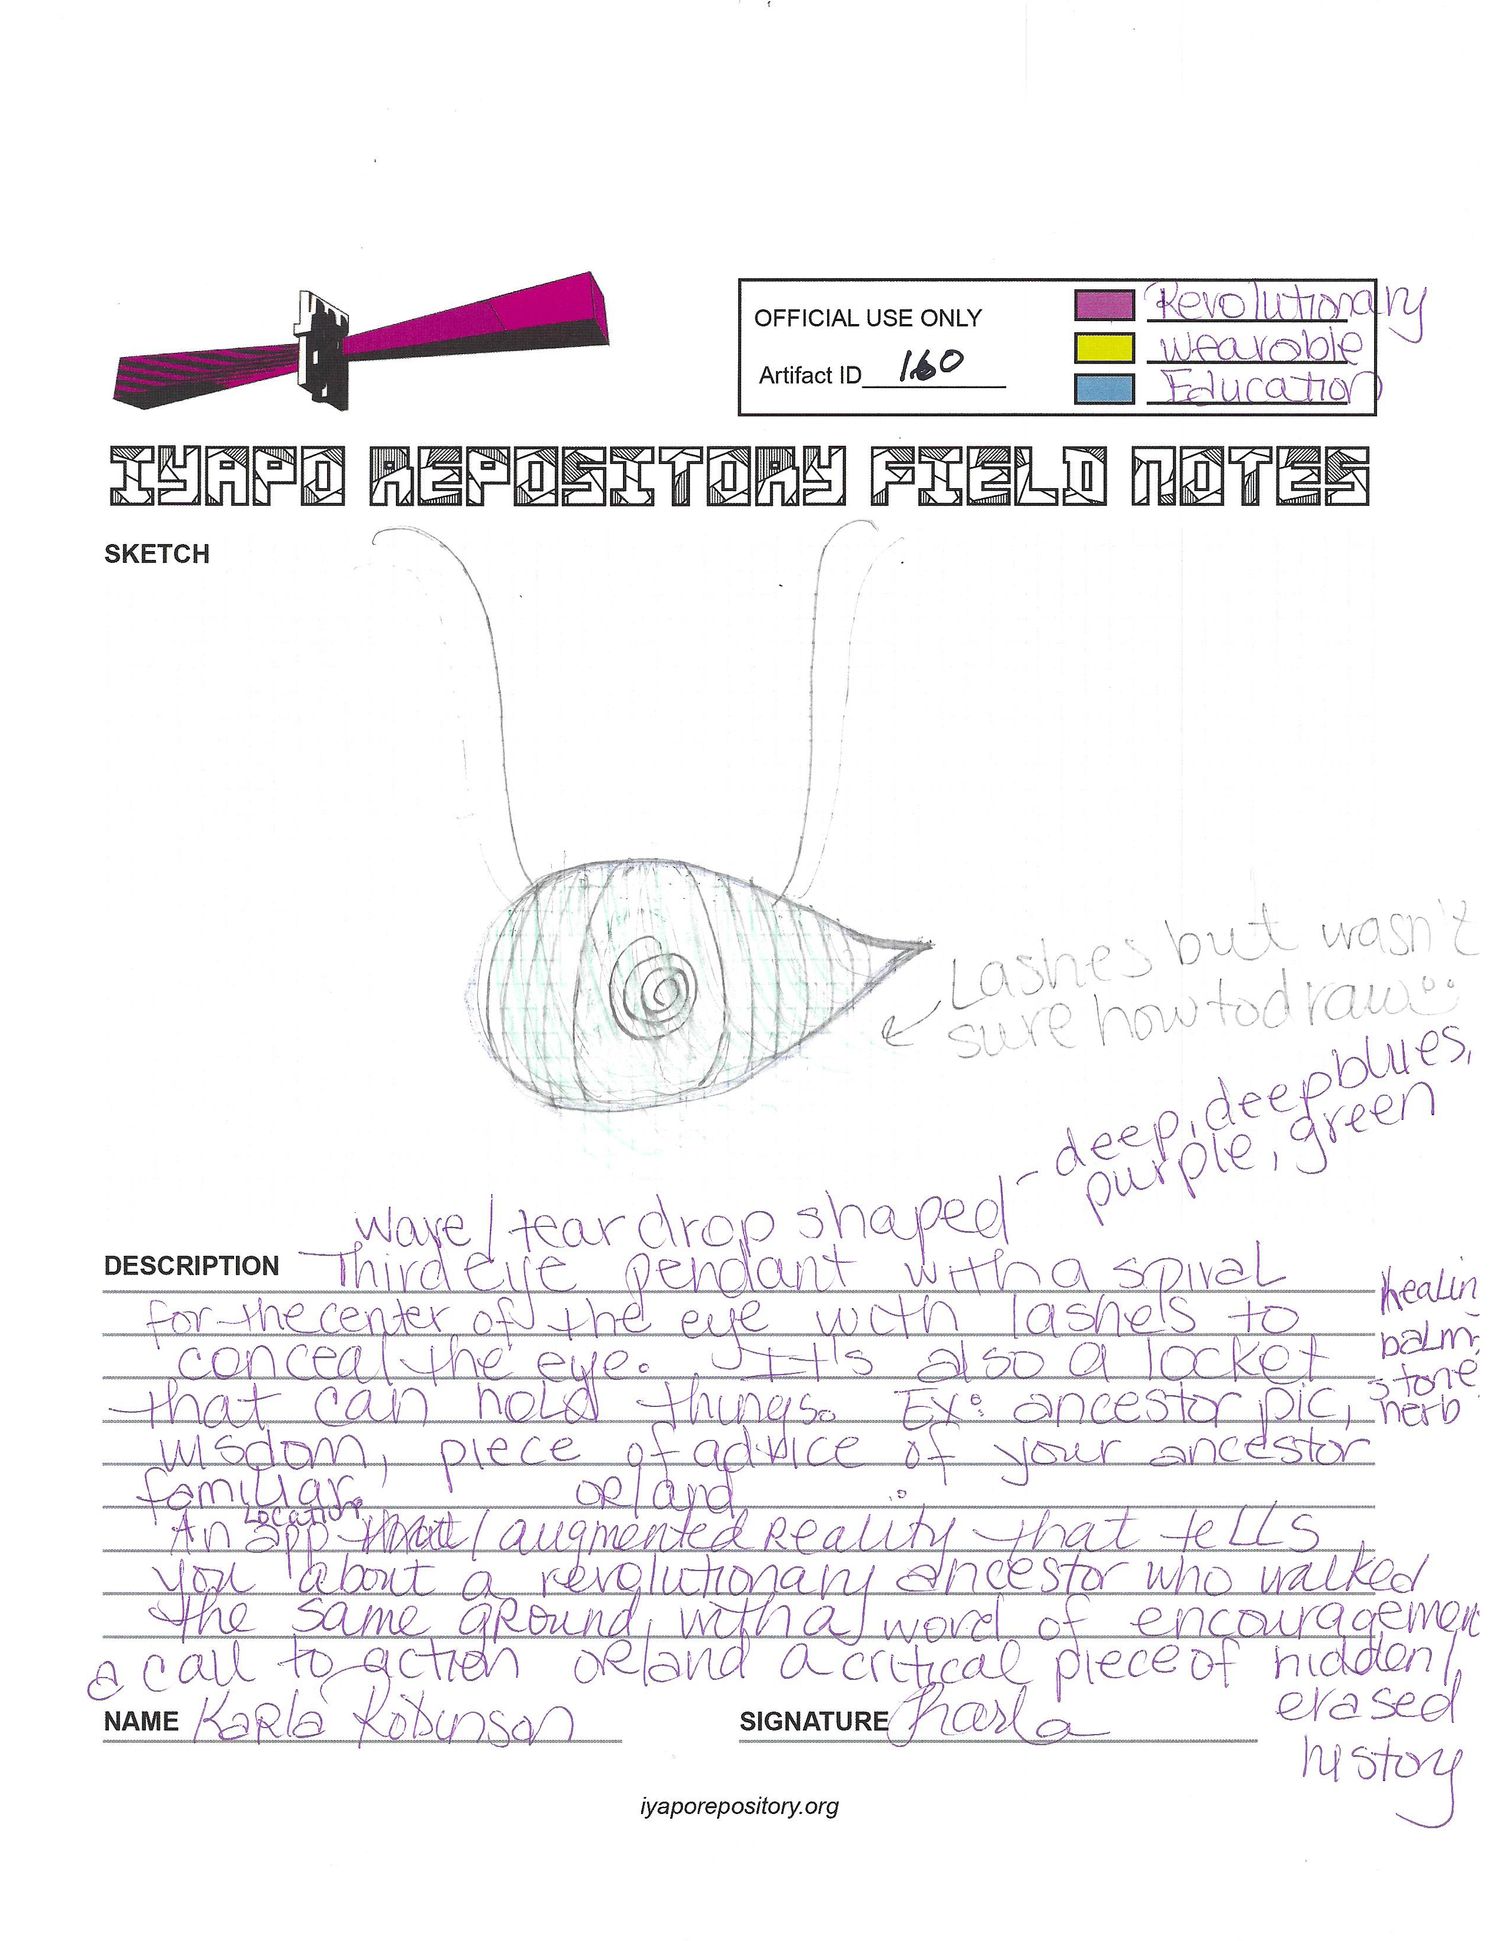 OFFICIAL USE ONLY
Artifact ID 160
Revolutionary
wearable
Education
IYAPO REPOSITORY FIELD NOTES
SKETCH
Lashes but wasn't
sure how to draw
deep, deep blues,
purple, green
wave/tear drop shaped -
DESCRIPTION Third eye pendant with a spiral
for the center of the eye with lashes to
conceal the eye. It's also a locket
that can hold things. Ex: ancestor pic,
healin
balm,
stone
herb
wisdom, piece of advice of your ancestor
familiar or/and
An location app / augmented Reality that tells
you about a revolutionary ancestor who walked
the same ground, with a word of encouragemen
a call to action or/and a critical piece of hidden/
erased
history
NAME Karla Robinson
SIGNATURE Karla
iyaporepository.org